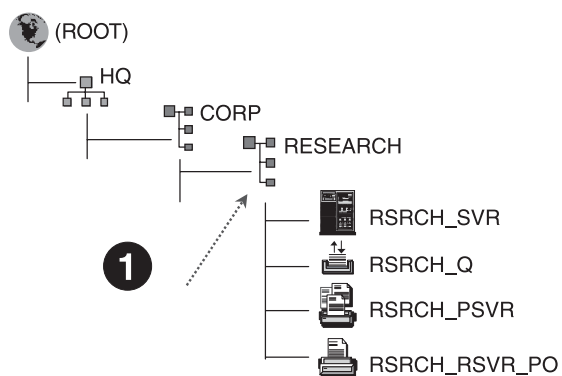 (ROOT)
HQ
CORP
RESEARCH
1
RSRCH_SVR
RSRCH_Q
RSRCH_PSVR
RSRCH_RSVR_PO